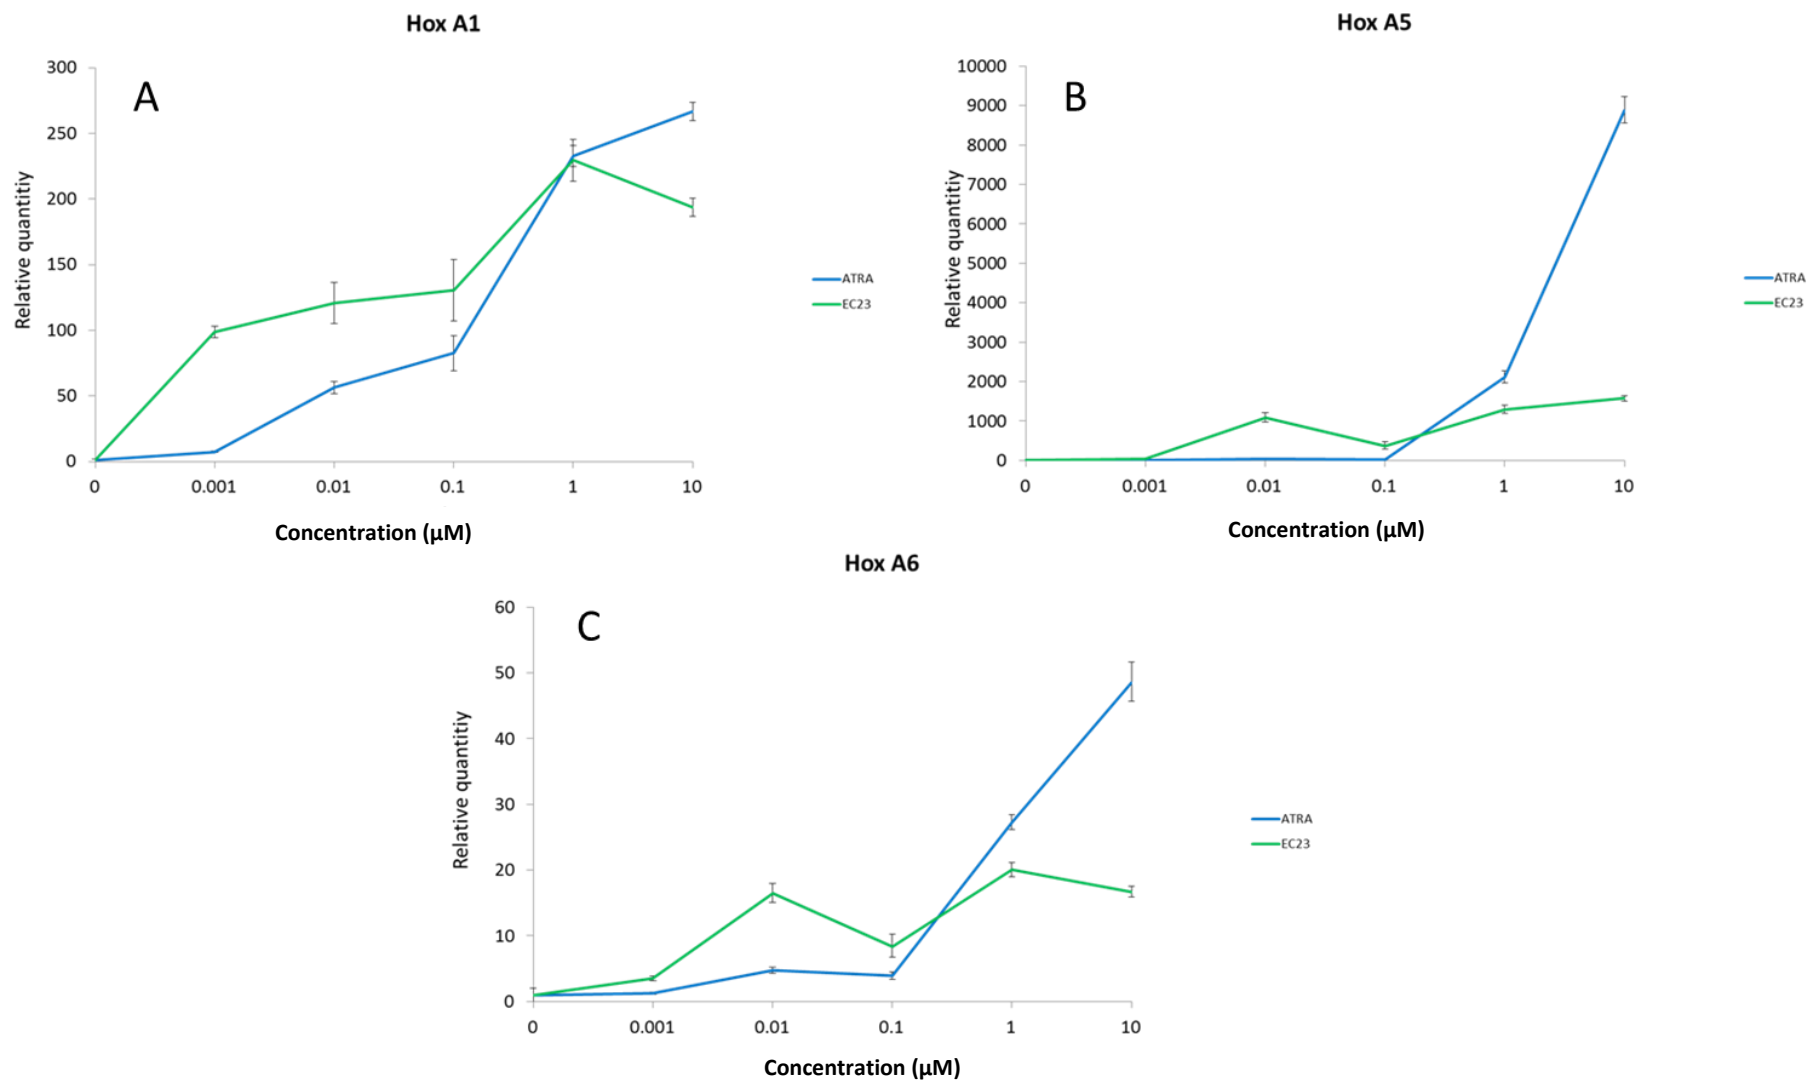 Hox A1
A
300
250
200
150
100
50
0
Relative quantitiy
0 0.001 0.01 0.1 1 10
Concentration (µM)
ATRA
EC23
Hox A5
B
10000
9000
8000
7000
6000
5000
4000
3000
2000
1000
0
Relative quantitiy
0 0.001 0.01 0.1 1 10
Concentration (µM)
ATRA
EC23
Hox A6
C
60
50
40
30
20
10
0
Relative quantitiy
0 0.001 0.01 0.1 1 10
Concentration (µM)
ATRA
EC23